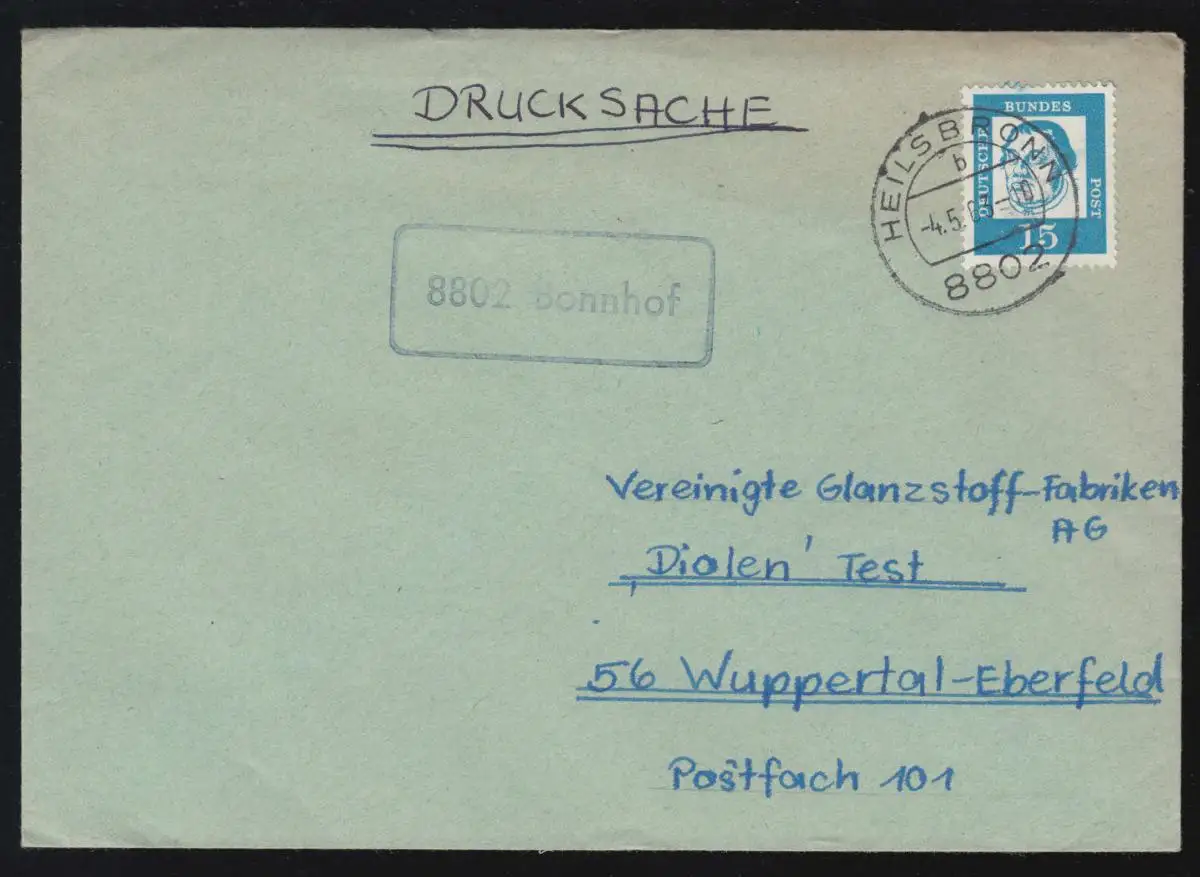 DRUCKSACHE
DEUTSCHE BUNDES POST
15
HEILSBRONN
b
8802
8802 Bonnhof
Vereinigte Glanzstoff-Fabriken
AG
‚Diolen' Test
56 Wuppertal-Eberfeld
Postfach 101